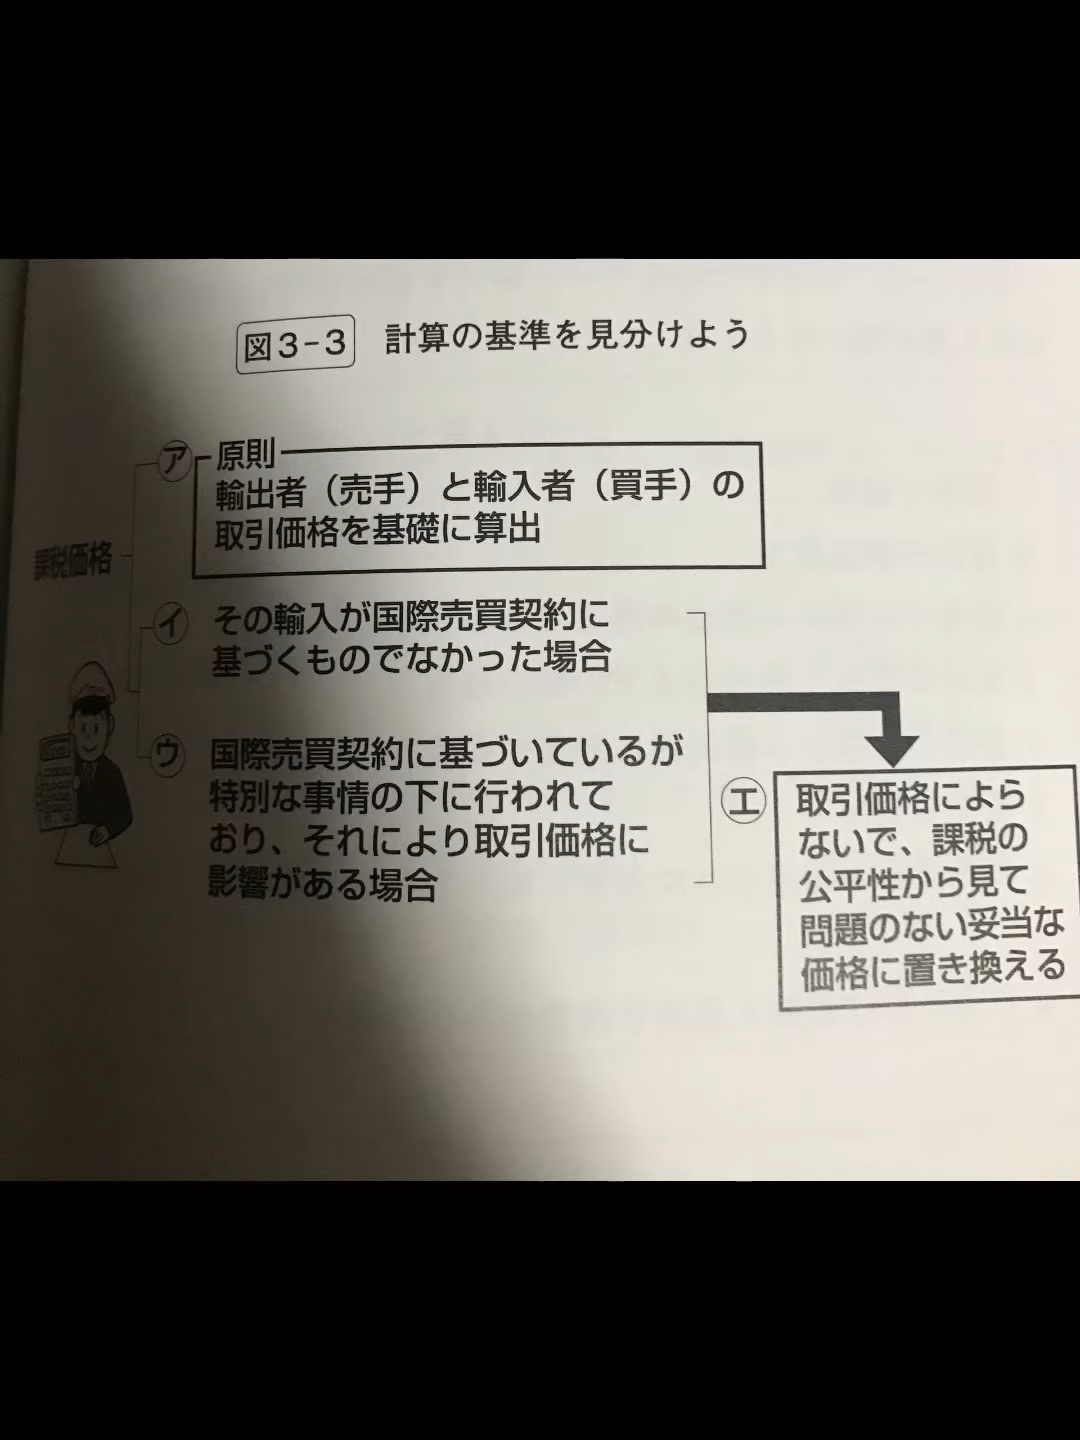 図3-3 計算の基準を見分けよう
課税価格
ア 原則
輸出者（売手）と輸入者（買手）の
取引価格を基礎に算出
イ その輸入が国際売買契約に
基づくものでなかった場合
ウ 国際売買契約に基づいているが
特別な事情の下に行われて
おり、それにより取引価格に
影響がある場合
エ 取引価格によら
ないで、課税の
公平性から見て
問題のない妥当な
価格に置き換える